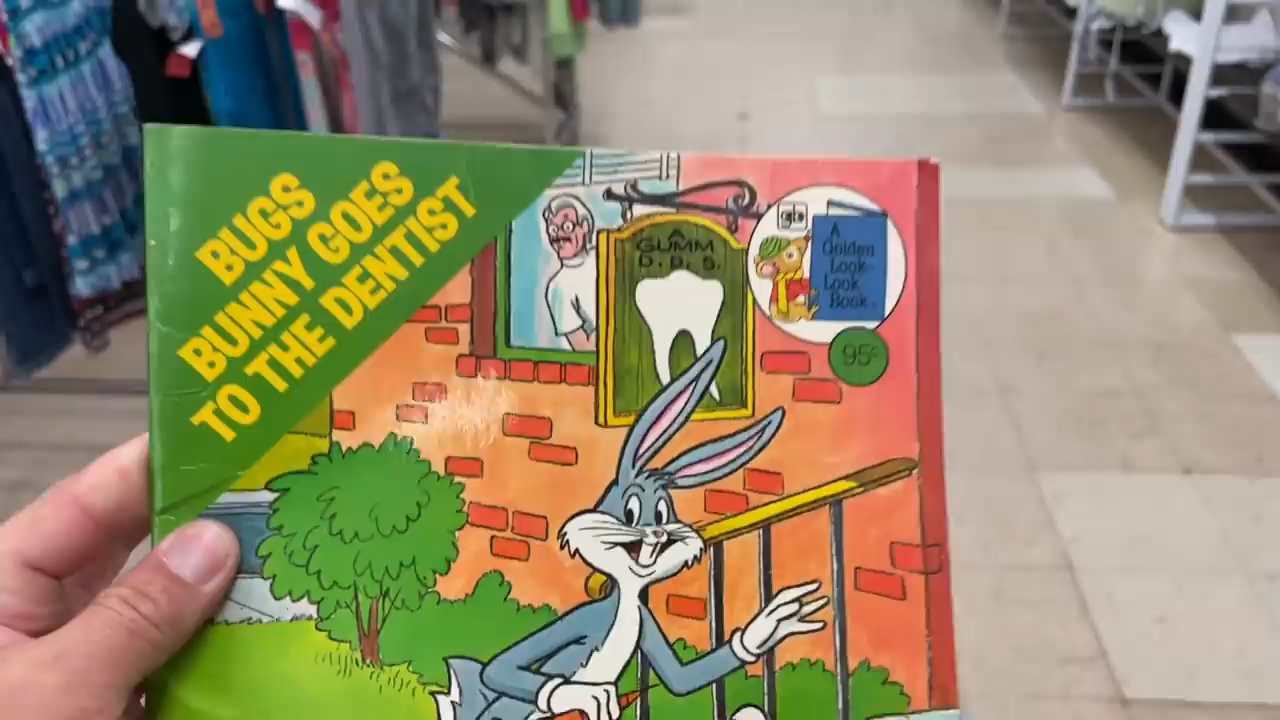 BUGS
BUNNY GOES
TO THE DENTIST
A.
GUMM
D.D.S.
gb
A
Golden
Look-
Look
Book®
95¢